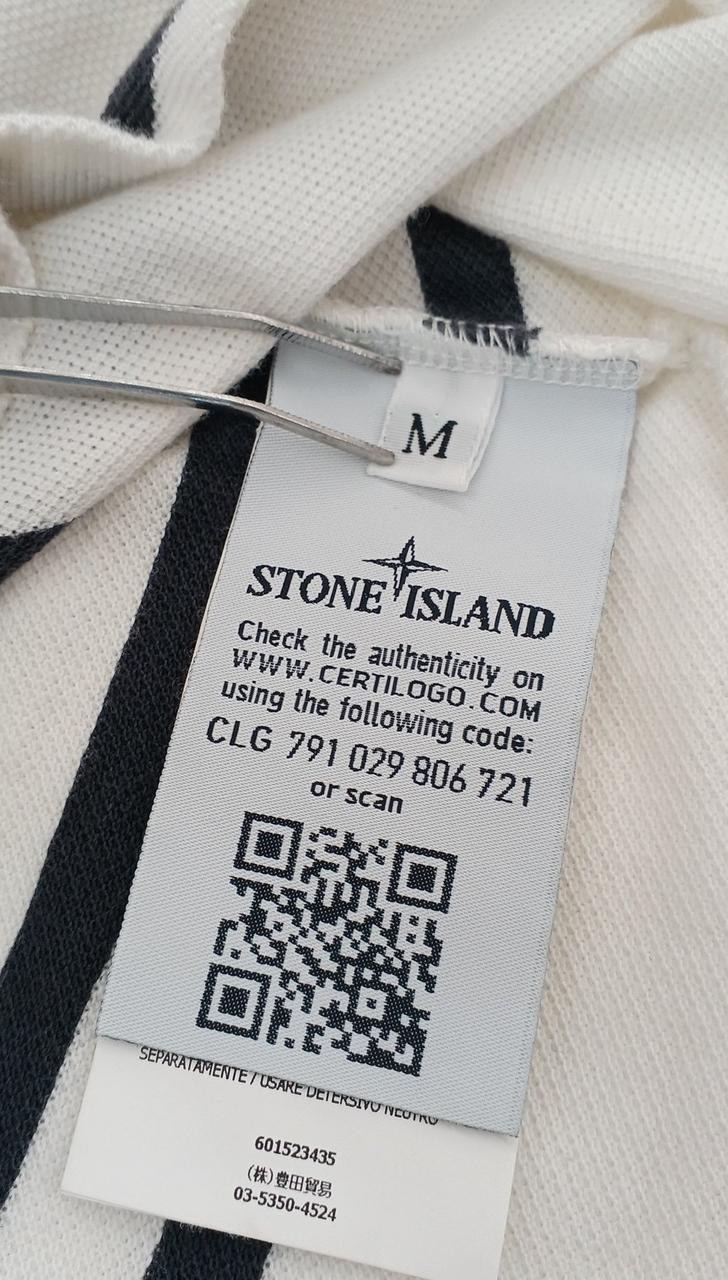 M
STONE ISLAND
Check the authenticity on
WWW.CERTILOGO.COM
using the following code:
CLG 791 029 806 721
or scan
SEPARATAMENTE / USARE DETERSIVO NEUTRO
601523435
(株)豊田貿易
03-5350-4524